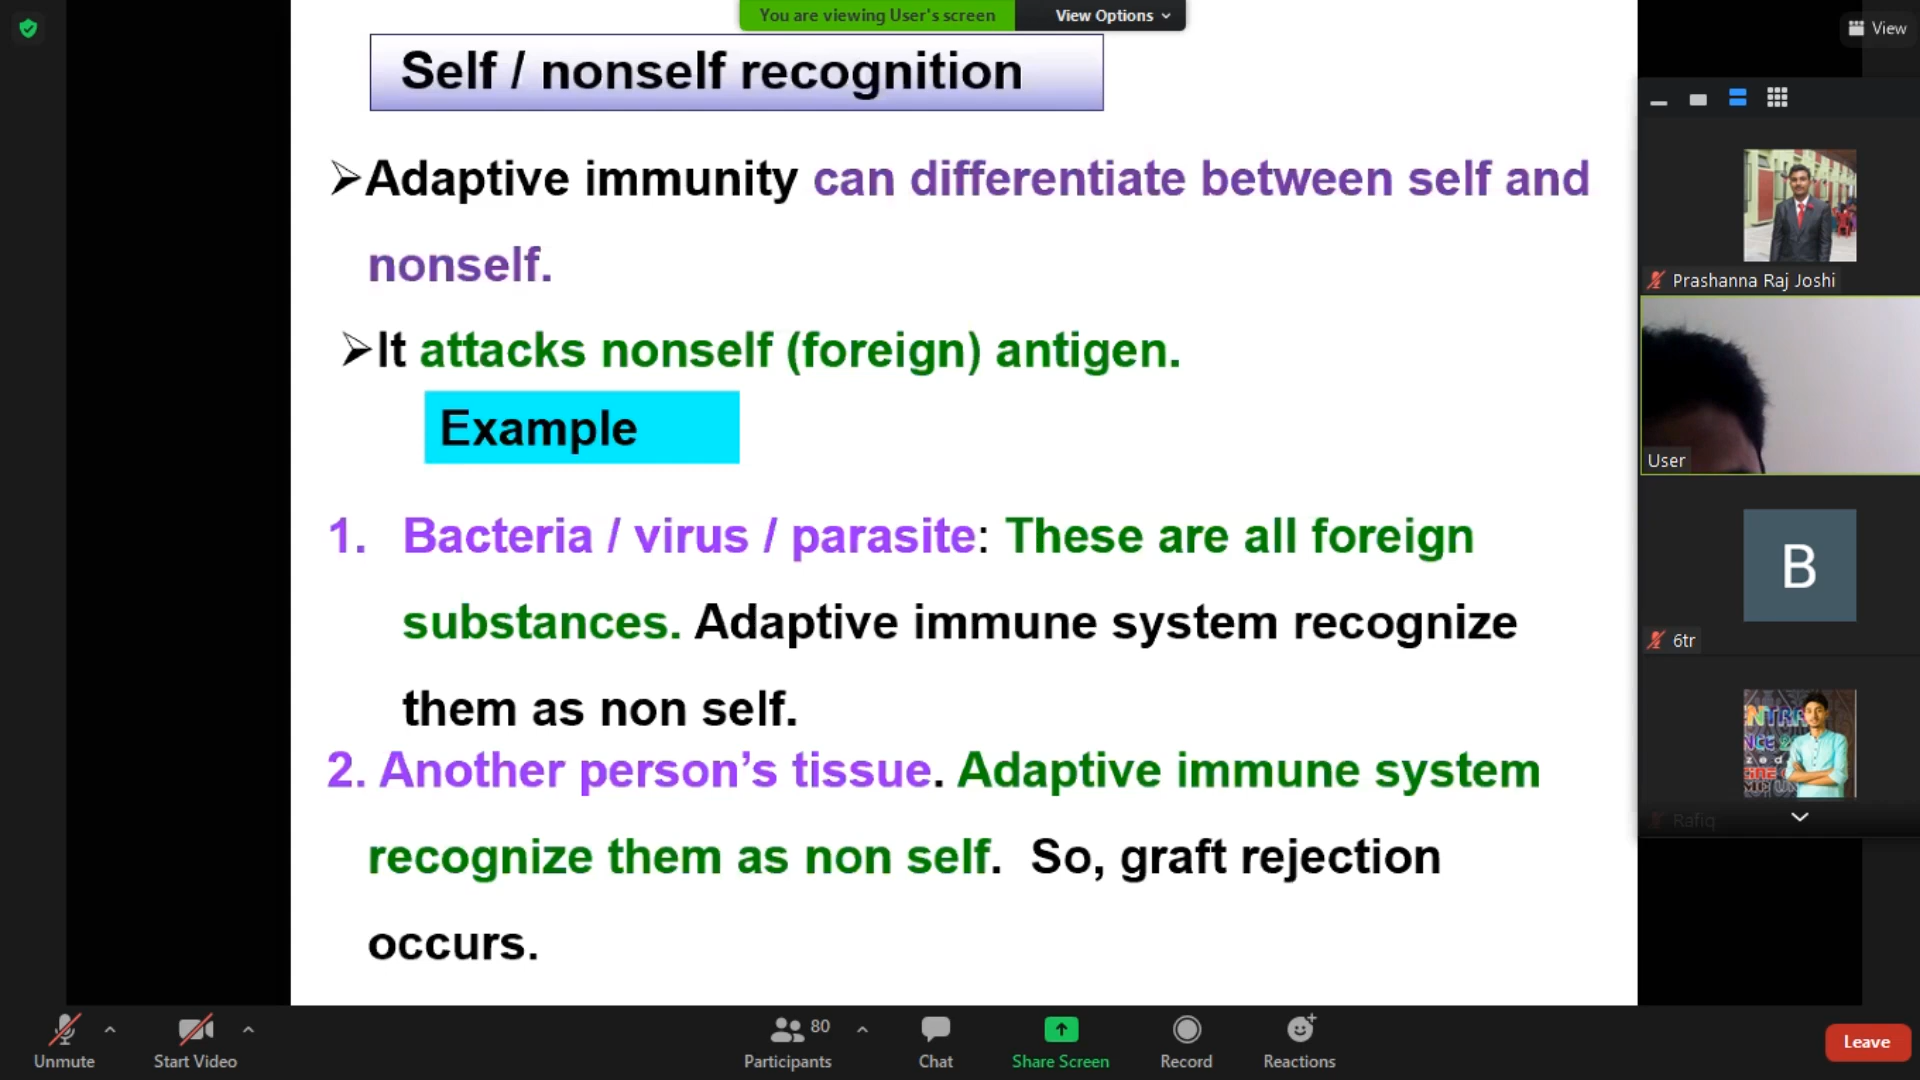 You are viewing User's screen
View Options
View
Self / nonself recognition
➢Adaptive immunity can differentiate between self and
nonself.
➢It attacks nonself (foreign) antigen.
Example
1. Bacteria / virus / parasite: These are all foreign
substances. Adaptive immune system recognize
them as non self.
2. Another person’s tissue. Adaptive immune system
recognize them as non self. So, graft rejection
occurs.
Prashanna Raj Joshi
User
B
6tr
Rafiq
Unmute
Start Video
80
Participants
Chat
Share Screen
Record
Reactions
Leave